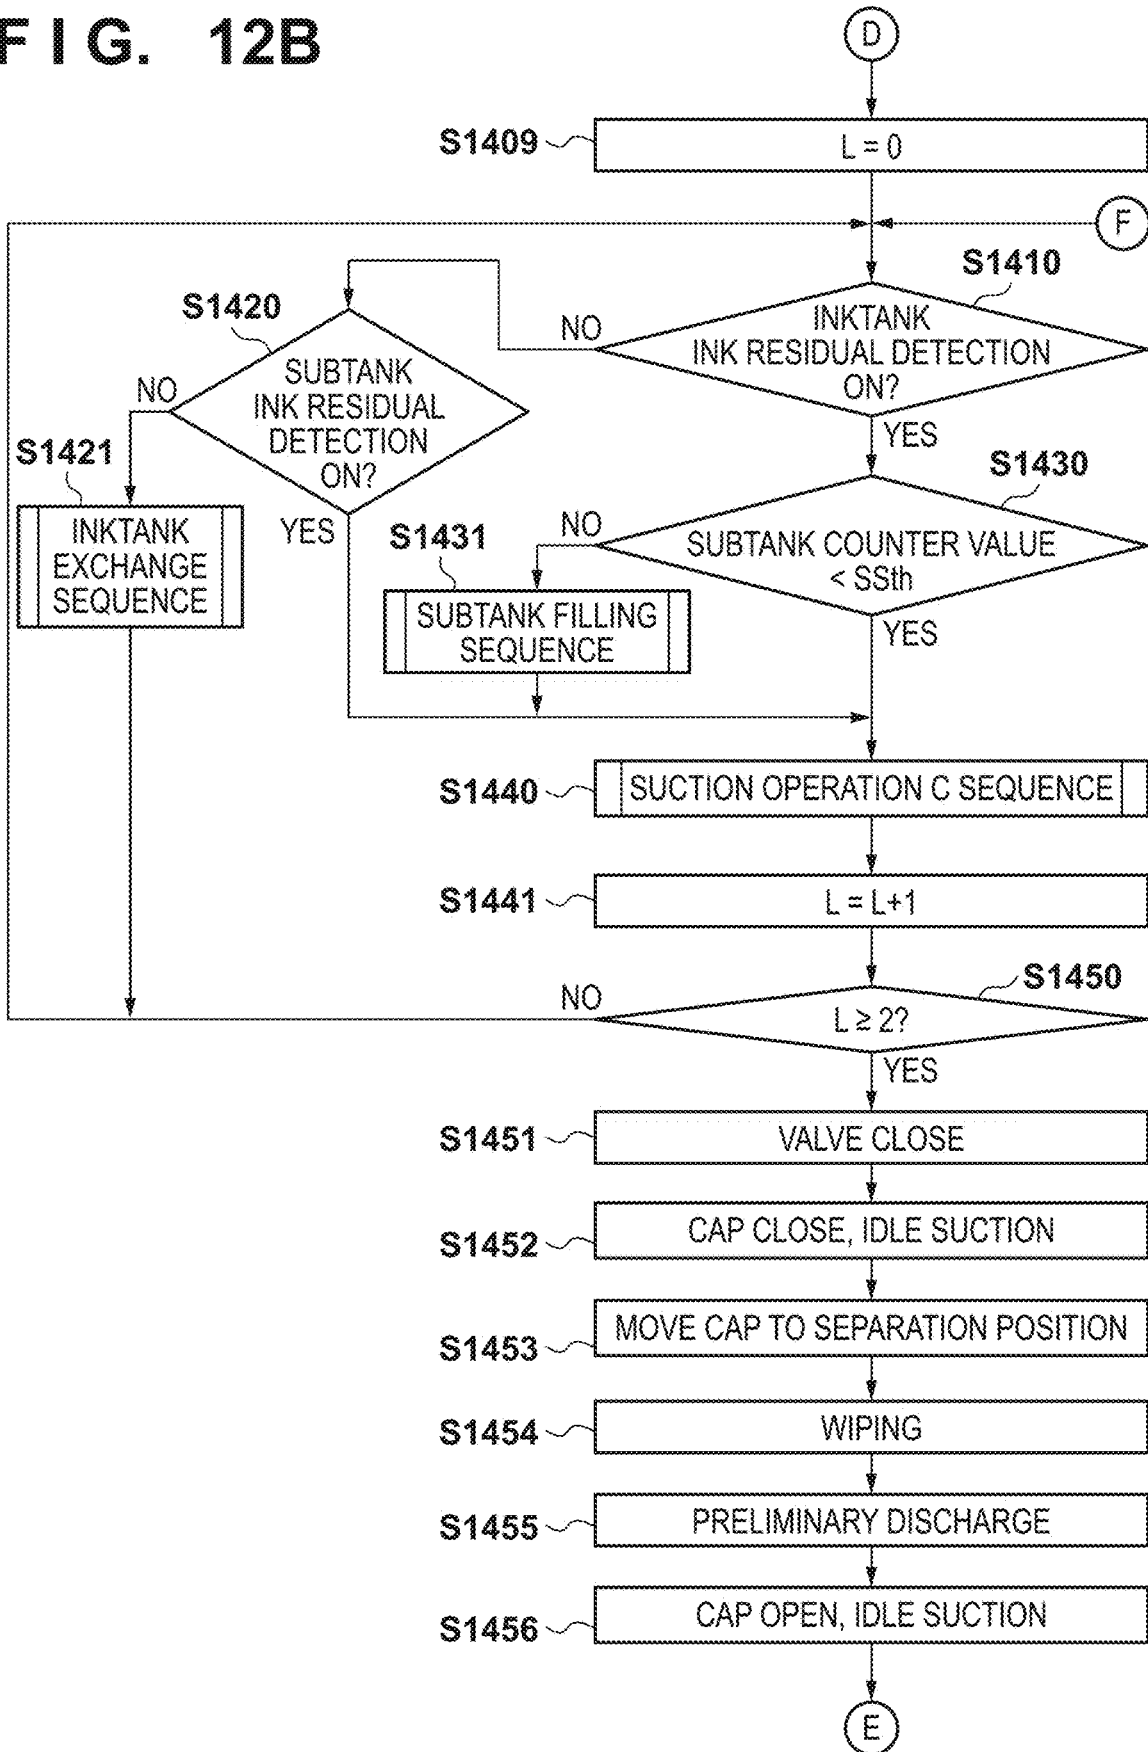 FIG. 12B
D
S1409
L = 0
F
S1410
INKTANK
INK RESIDUAL DETECTION
ON?
NO
YES
S1420
SUBTANK
INK RESIDUAL
DETECTION
ON?
NO
YES
S1421
INKTANK
EXCHANGE
SEQUENCE
S1430
SUBTANK COUNTER VALUE
< SSth
NO
YES
S1431
SUBTANK FILLING
SEQUENCE
S1440
SUCTION OPERATION C SEQUENCE
S1441
L = L+1
S1450
L ≥ 2?
NO
YES
S1451
VALVE CLOSE
S1452
CAP CLOSE, IDLE SUCTION
S1453
MOVE CAP TO SEPARATION POSITION
S1454
WIPING
S1455
PRELIMINARY DISCHARGE
S1456
CAP OPEN, IDLE SUCTION
E